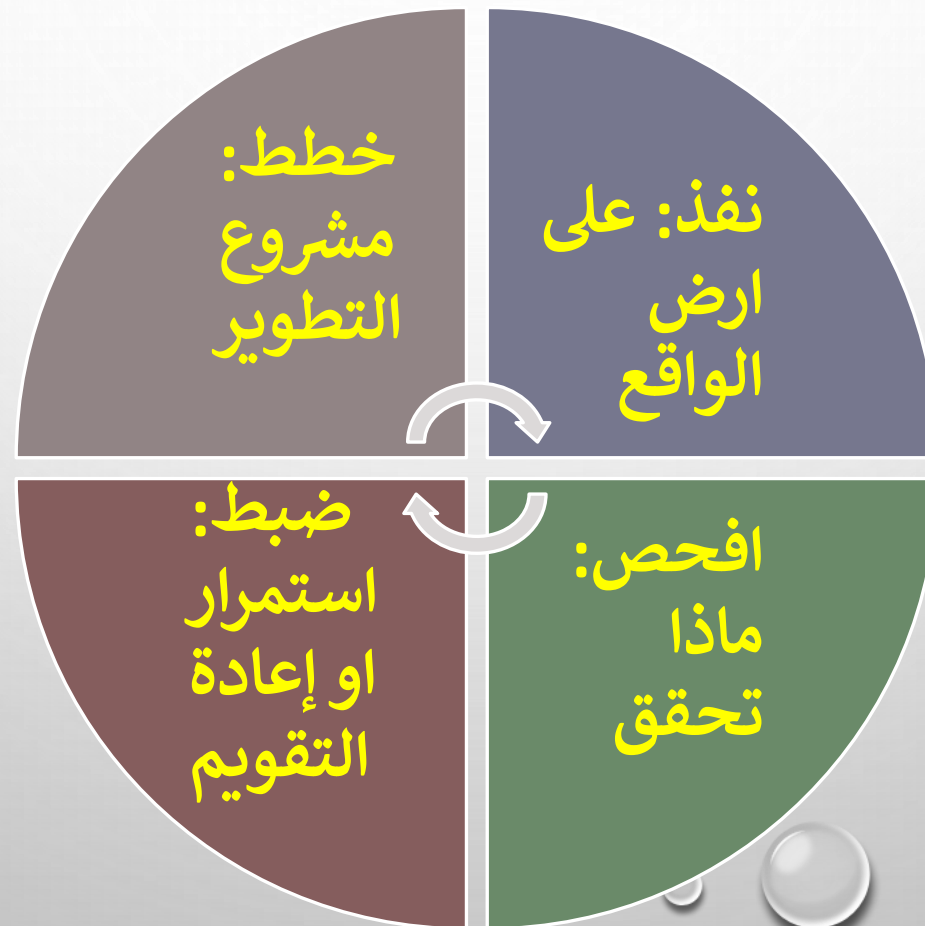 خطط:
مشروع
التطوير
نفذ: على
ارض
الواقع
افحص:
ماذا
تحقق
ضبط:
استمرار
او إعادة
التقويم